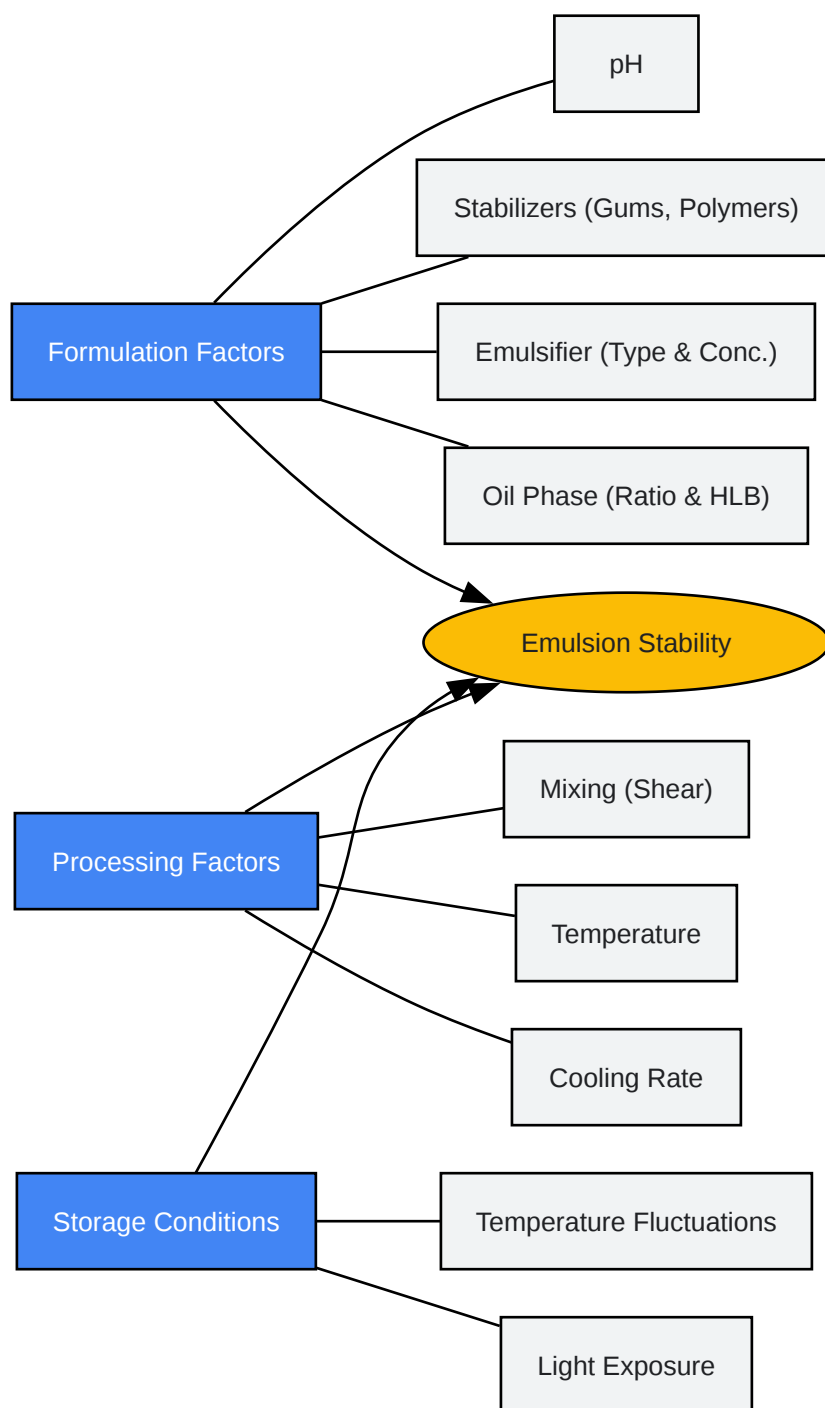 pH
Stabilizers (Gums, Polymers)
Formulation Factors
Emulsifier (Type & Conc.)
Oil Phase (Ratio & HLB)
Emulsion Stability
Mixing (Shear)
Processing Factors
Temperature
Cooling Rate
Storage Conditions
Temperature Fluctuations
Light Exposure